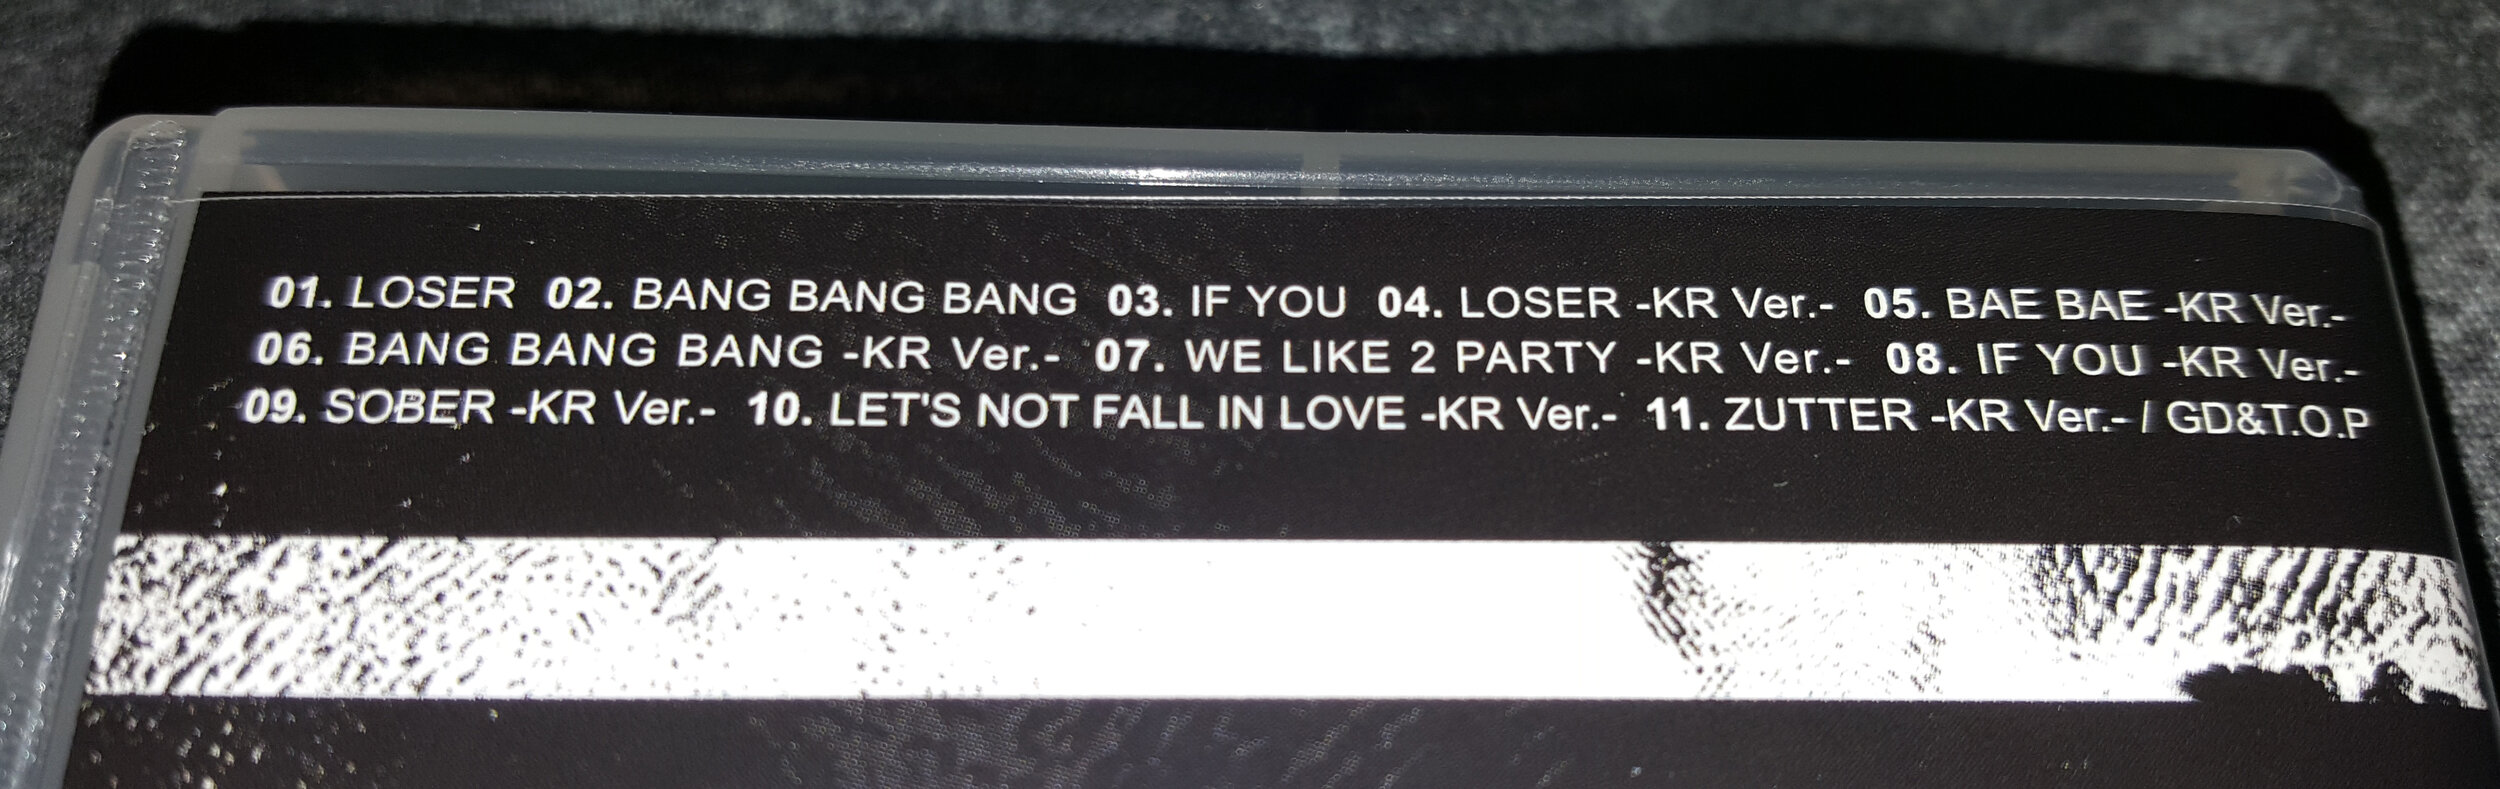 01. LOSER 02. BANG BANG BANG 03. IF YOU 04. LOSER -KR Ver.- 05. BAE BAE -KR Ver.-
06. BANG BANG BANG -KR Ver.- 07. WE LIKE 2 PARTY -KR Ver.- 08. IF YOU -KR Ver.-
09. SOBER -KR Ver.- 10. LET'S NOT FALL IN LOVE -KR Ver.- 11. ZUTTER -KR Ver.- / GD&T.O.P